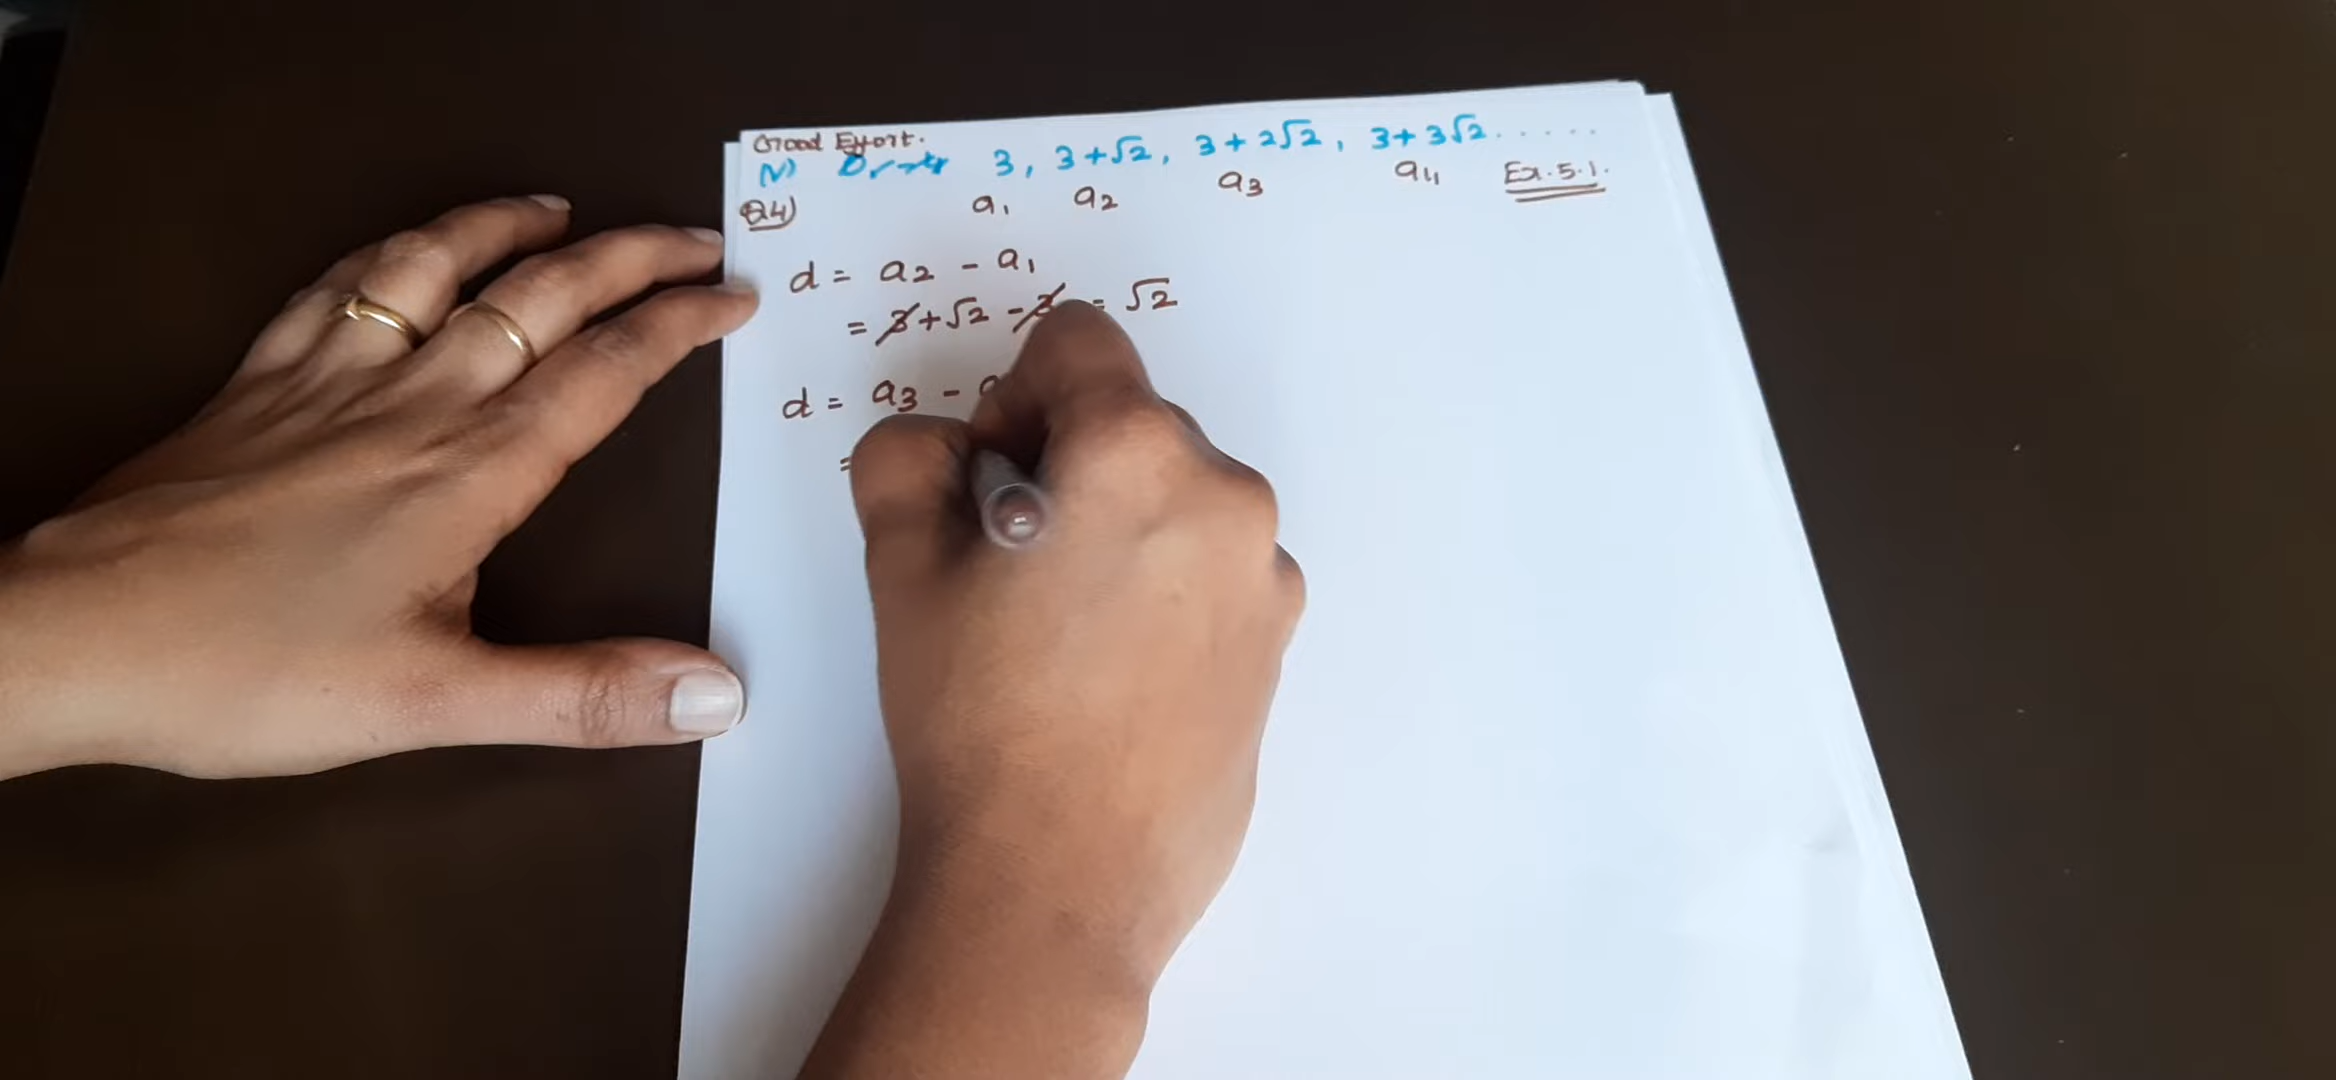 Good Effort.
(V) 3, 3+√2, 3+2√2, 3+3√2.....
Q4) a₁ a₂ a₃ a₄ Ex.5.1.
d = a₂ - a₁
= 3+√2 -3 = √2
d = a₃ - a
=